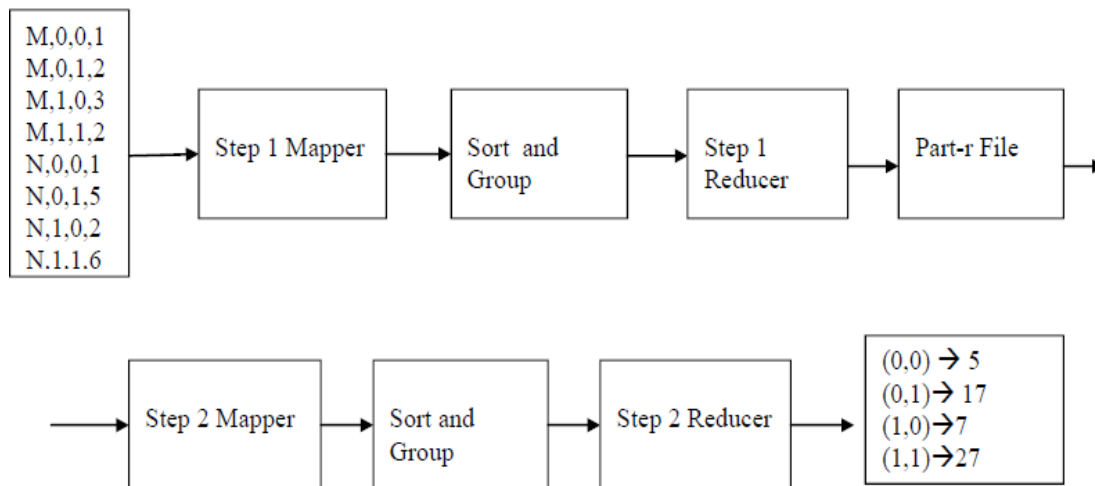 M,0,0,1
M,0,1,2
M,1,0,3
M,1,1,2
N,0,0,1
N,0,1,5
N,1,0,2
N.1.1.6
Step 1 Mapper
Sort and
Group
Step 1
Reducer
Part-r File
Step 2 Mapper
Sort and
Group
Step 2 Reducer
(0,0) → 5
(0,1)→ 17
(1,0)→7
(1,1)→27